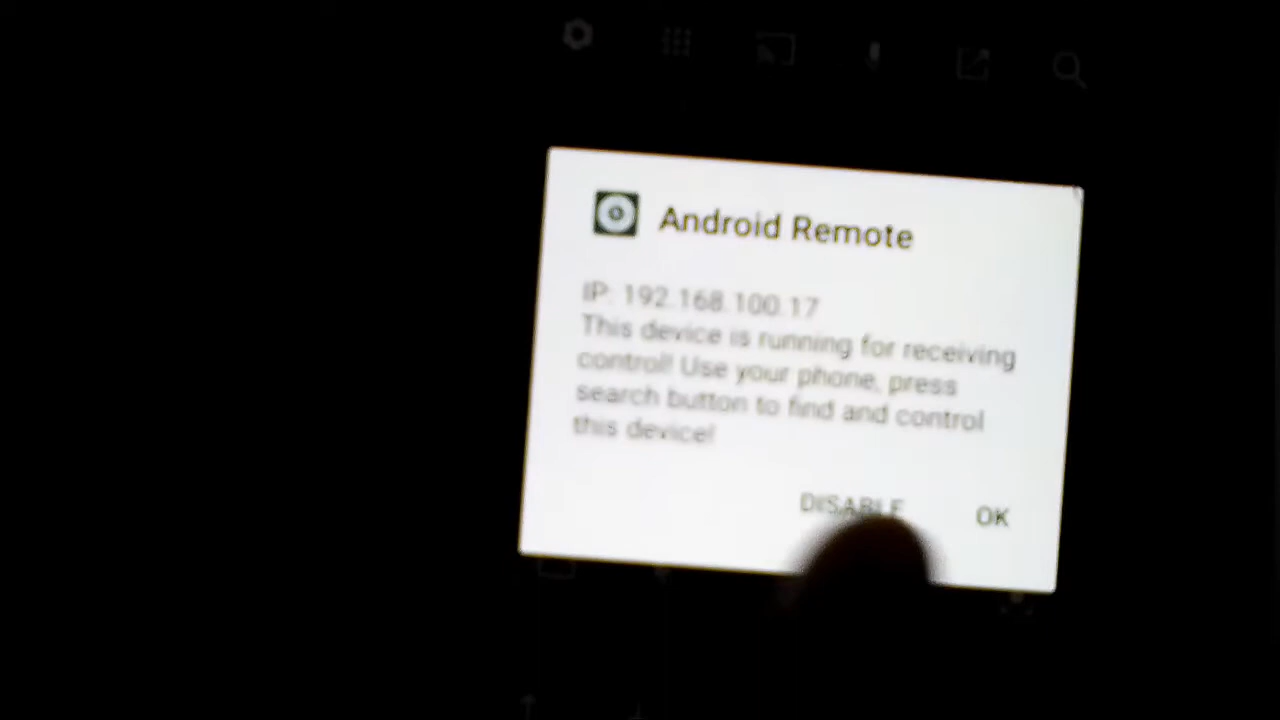 Android Remote
IP: 192.168.100.17
This device is running for receiving
control! Use your phone, press
search button to find and control
this device!
DISABLE OK